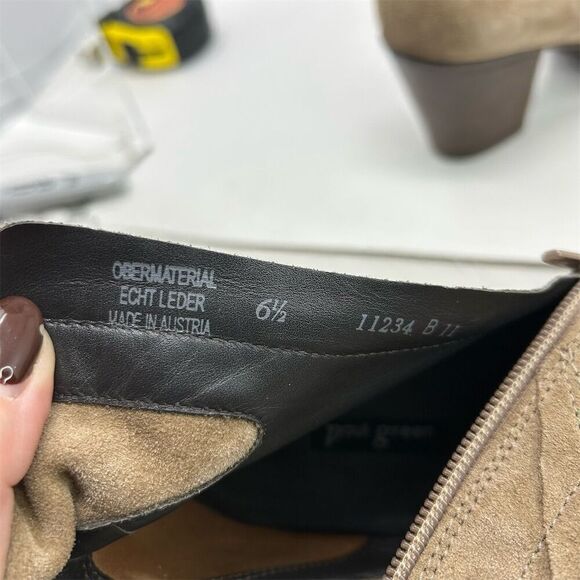 OBERMATERIAL
ECHT LEDER
MADE IN AUSTRIA
6½
11234 B 11
paul green